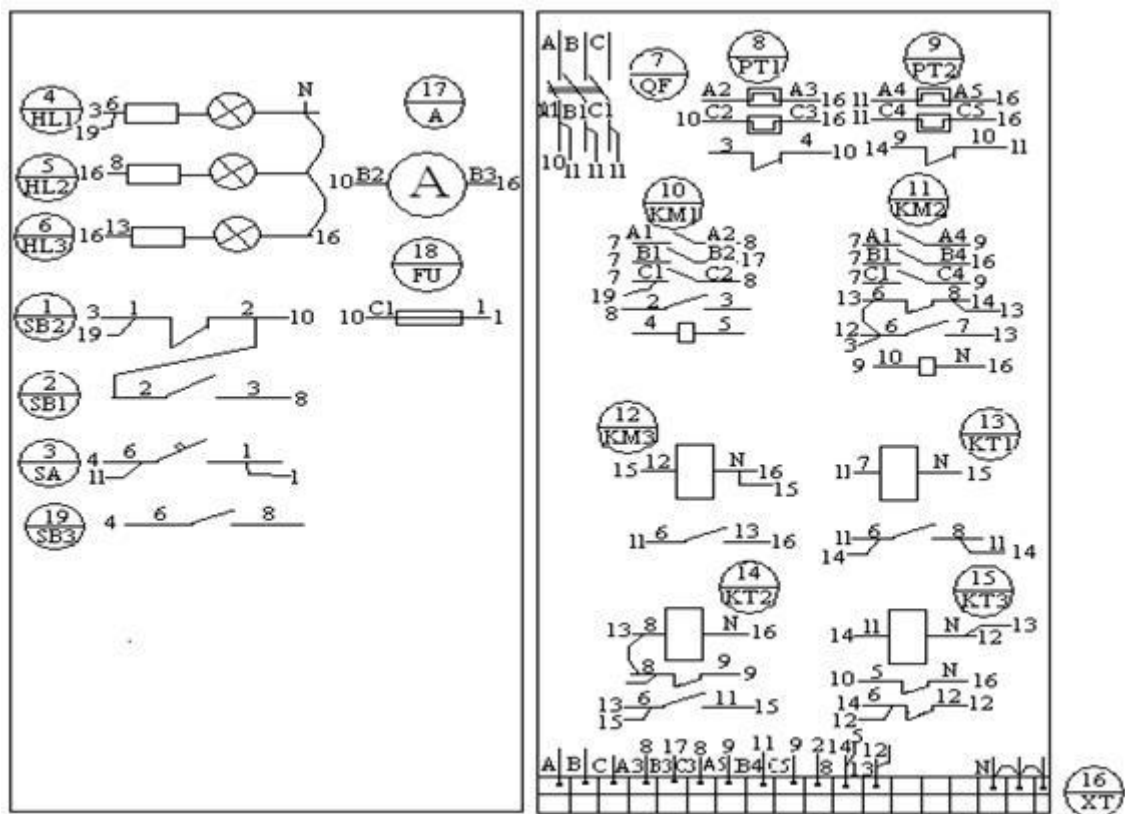 4 HL1 3 6 19 N
5 HL2 16 8
6 HL3 16 13 16
17 A
10 B2 A B3 16
18 FU
10 C1 1 1
1 SB2 3 1 19 2 10
2 SB1 2 3 8
3 SA 4 6 11 1 1
19 SB3 4 6 8
A B C
7 QF
B1 C1
10 11 11 11
8 PT1
A2 A3 16
10 C2 C3 16
3 4 10
9 PT2
11 A4 A5 16
11 C4 C5 16
14 9 10 11
10 KM1
7 A1 A2 8
7 B1 B2 17
7 C1 C2 8
19
8 2 3
4 5
11 KM2
7 A1 A4 9
7 B1 B4 16
7 C1 C4 9
13 6 8 14 13
12 6 7 13
3
9 10 N 16
12 KM3
15 12 N 16
15
11 6 13 16
13 KT1
11 7 N 15
11 6 8 11
14 14
14 KT2
13 8 N 16
8 9 9
13 6 11 15
15
15 KT3
14 11 N 12 13
10 5 N 16
14 6 12 12
12
8 17 8 9 11 9 2 14 5 12
A B C A3 B3 C3 A5 B4 C5 8 13 N
16 XT